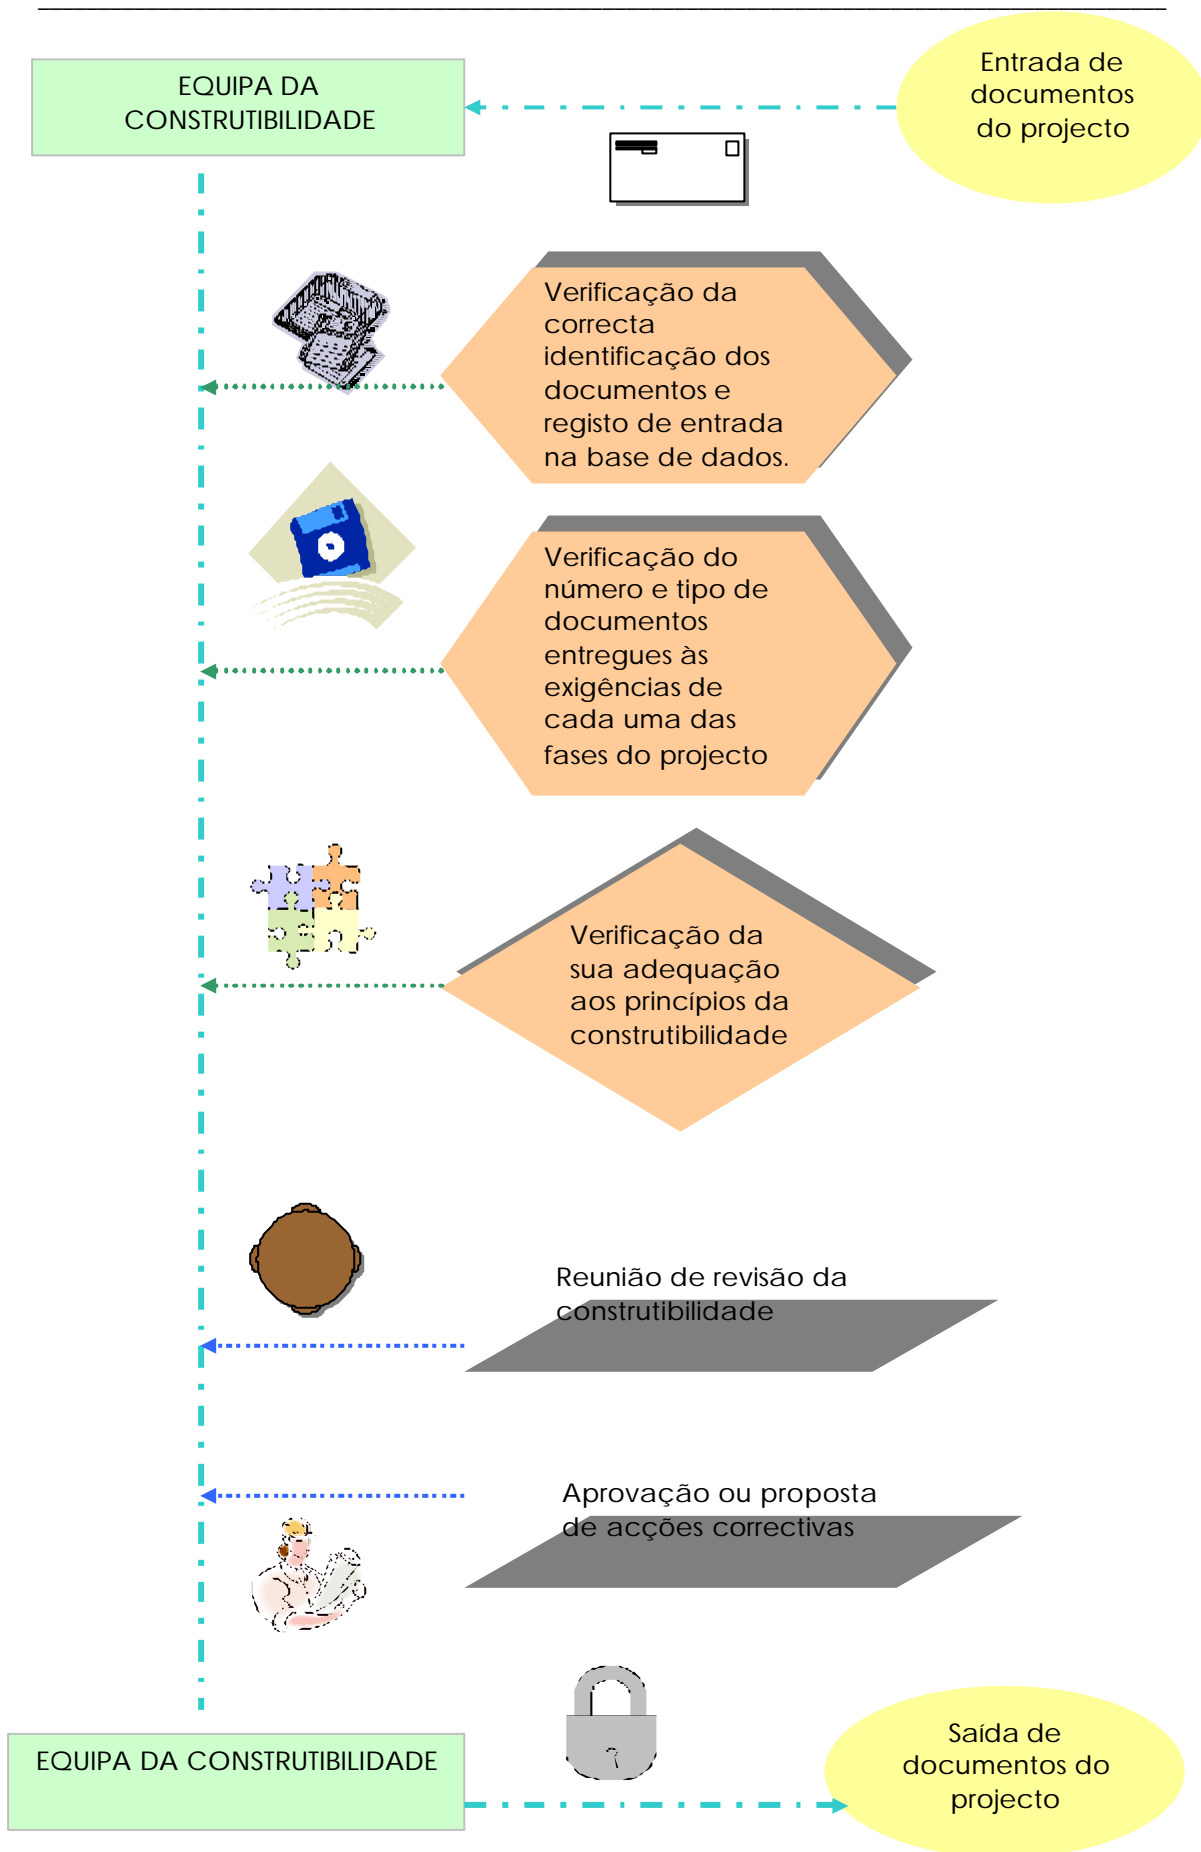 EQUIPA DA
CONSTRUTIBILIDADE
Entrada de
documentos
do projecto
Verificação da
correcta
identificação dos
documentos e
registo de entrada
na base de dados.
Verificação do
número e tipo de
documentos
entregues às
exigências de
cada uma das
fases do projecto
Verificação da
sua adequação
aos princípios da
construtibilidade
Reunião de revisão da
construtibilidade
Aprovação ou proposta
de acções correctivas
EQUIPA DA CONSTRUTIBILIDADE
Saída de
documentos do
projecto